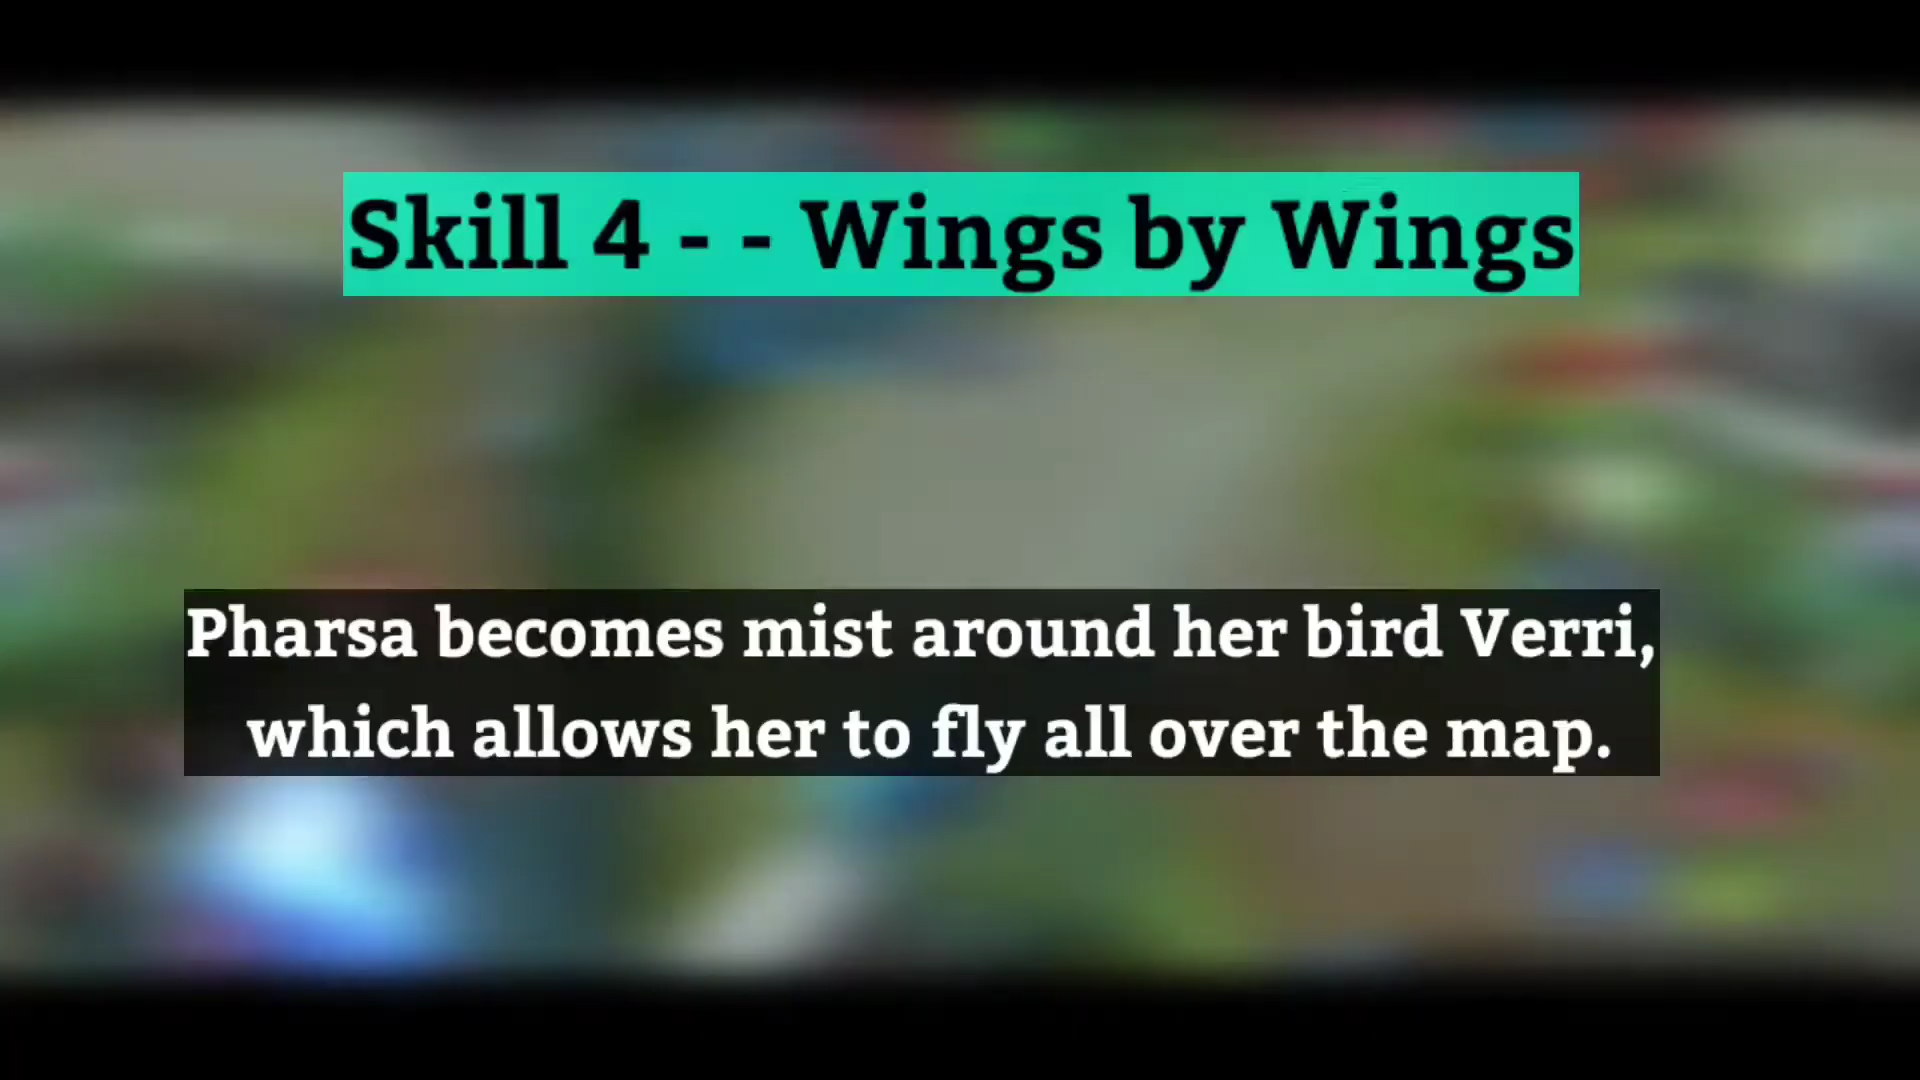 Skill 4 - - Wings by Wings
Pharsa becomes mist around her bird Verri,
which allows her to fly all over the map.